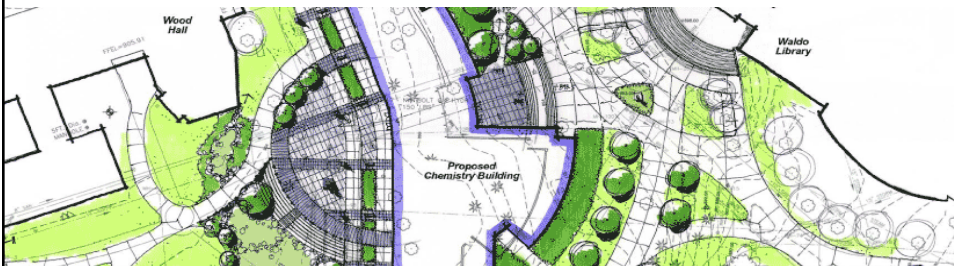 Wood
Hall
Waldo
Library
Proposed
Chemistry Building